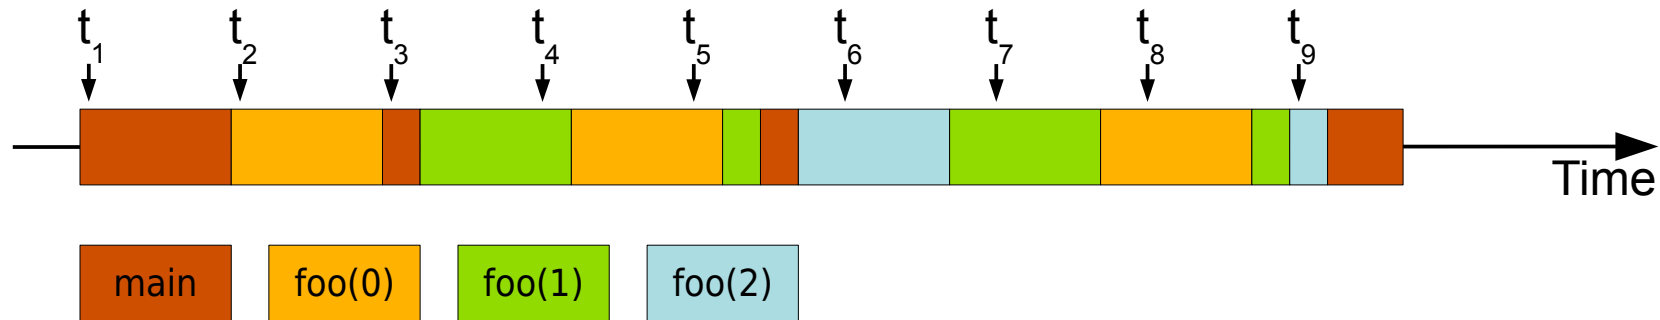 t₁ t₂ t₃ t₄ t₅ t₆ t₇ t₈ t₉
Time
main foo(0) foo(1) foo(2)